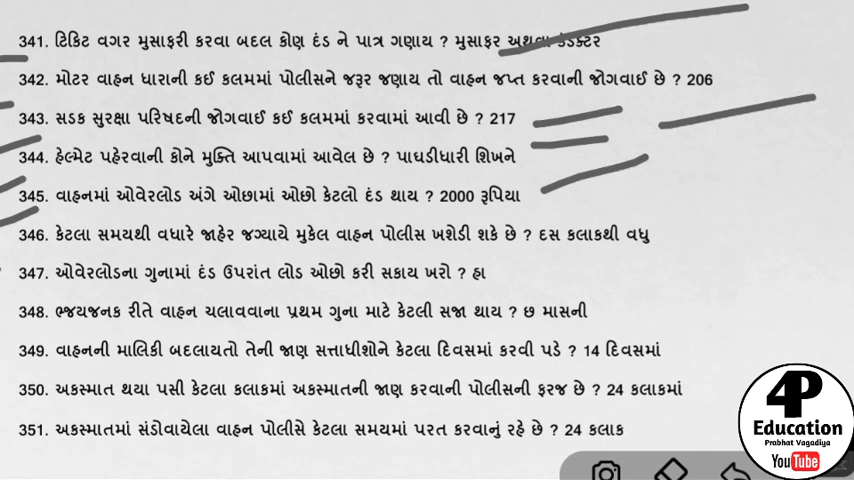 341. ટિકિટ વગર મુસાફરી કરવા બદલ કોણ દંડ ને પાત્ર ગણાય ? મુસાફર અથવા કંડક્ટર
342. મોટર વાહન ધારાની કઈ કલમમાં પોલીસને જરૂર જણાય તો વાહન જપ્ત કરવાની જોગવાઈ છે ? 206
343. સડક સુરક્ષા પરિષદની જોગવાઈ કઈ કલમમાં કરવામાં આવી છે ? 217
344. હેલ્મેટ પહેરવાની કોને મુક્તિ આપવામાં આવેલ છે ? પાઘડીધારી શિખને
345. વાહનમાં ઓવેરલોડ અંગે ઓછામાં ઓછો કેટલો દંડ થાય ? 2000 રૂપિયા
346. કેટલા સમયથી વધારે જાહેર જગ્યાયે મુકેલ વાહન પોલીસ ખશેડી શકે છે ? દસ કલાકથી વધુ
347. ઓવેરલોડના ગુનામાં દંડ ઉપરાંત લોડ ઓછો કરી સકાય ખરો ? હા
348. ભ્જયજનક રીતે વાહન ચલાવવાના પ્રથમ ગુના માટે કેટલી સજા થાય ? છ માસની
349. વાહનની માલિકી બદલાયતો તેની જાણ સત્તાધીશોને કેટલા દિવસમાં કરવી પડે ? 14 દિવસમાં
350. અકસ્માત થયા પસી કેટલા કલાકમાં અકસ્માતની જાણ કરવાની પોલીસની ફરજ છે ? 24 કલાકમાં
351. અકસ્માતમાં સંડોવાયેલા વાહન પોલીસે કેટલા સમયમાં પરત કરવાનું રહે છે ? 24 કલાક
4P
Education
Prabhat Vagadiya
YouTube